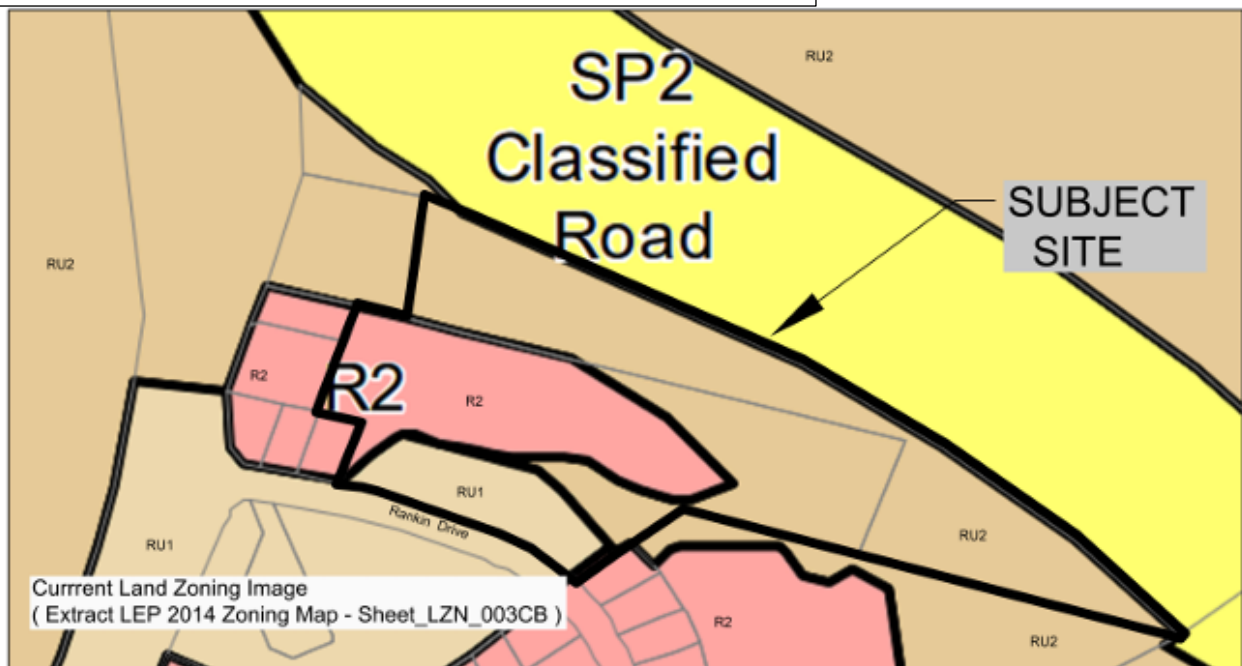 SP2
Classified
Road
RU2
SUBJECT
SITE
RU2
R2
R2
R2
RU1
Rankin Drive
RU1
RU2
Currrent Land Zoning Image
( Extract LEP 2014 Zoning Map - Sheet_LZN_003CB )
R2
RU2